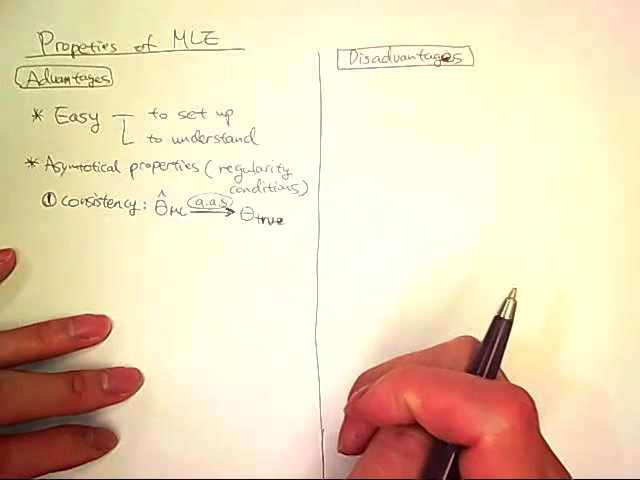 Propeties of MLE
Advantages
* Easy to set up
to understand
* Asymtotical properties (regularity
conditions)
① consistency: θ̂ML a.a.s → θtrue
Disadvantages